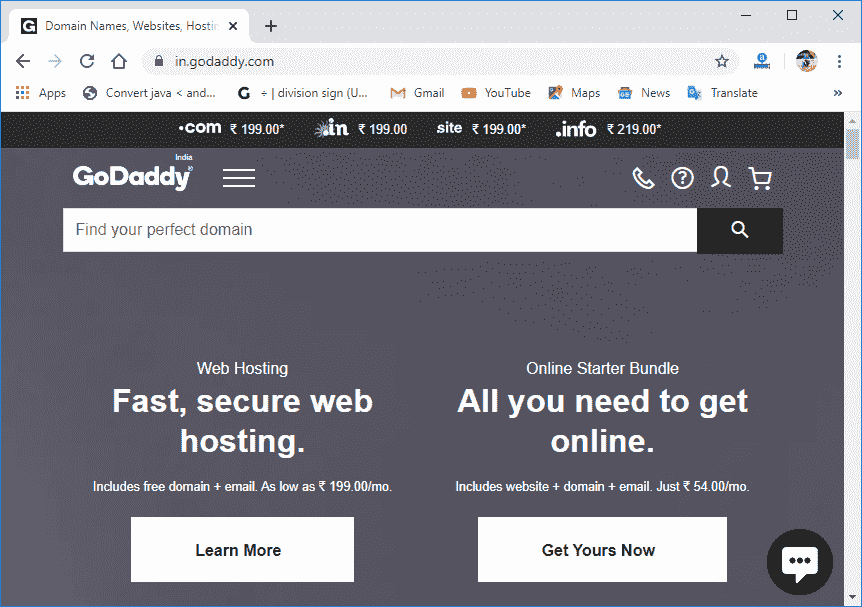 Domain Names, Websites, Hostin
in.godaddy.com
Apps Convert java < and... ÷ | division sign (U... Gmail YouTube Maps News Translate »
.com ₹ 199.00* .in ₹ 199.00 site ₹ 199.00* .info ₹ 219.00*
India
GoDaddy®
Find your perfect domain
Web Hosting
Fast, secure web
hosting.
Includes free domain + email. As low as ₹ 199.00/mo.
Learn More
Online Starter Bundle
All you need to get
online.
Includes website + domain + email. Just ₹ 54.00/mo.
Get Yours Now